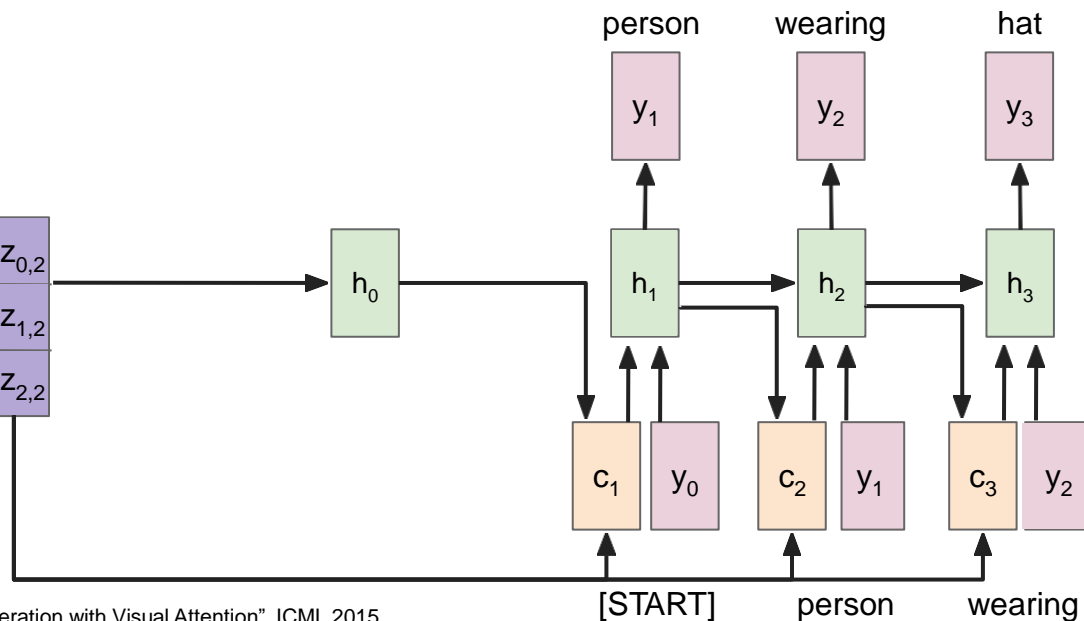 person wearing hat
y1 y2 y3
z0,2
h0 h1 h2 h3
z1,2
z2,2
c1 y0 c2 y1 c3 y2
[START] person wearing
with Visual Attention”, ICML 2015